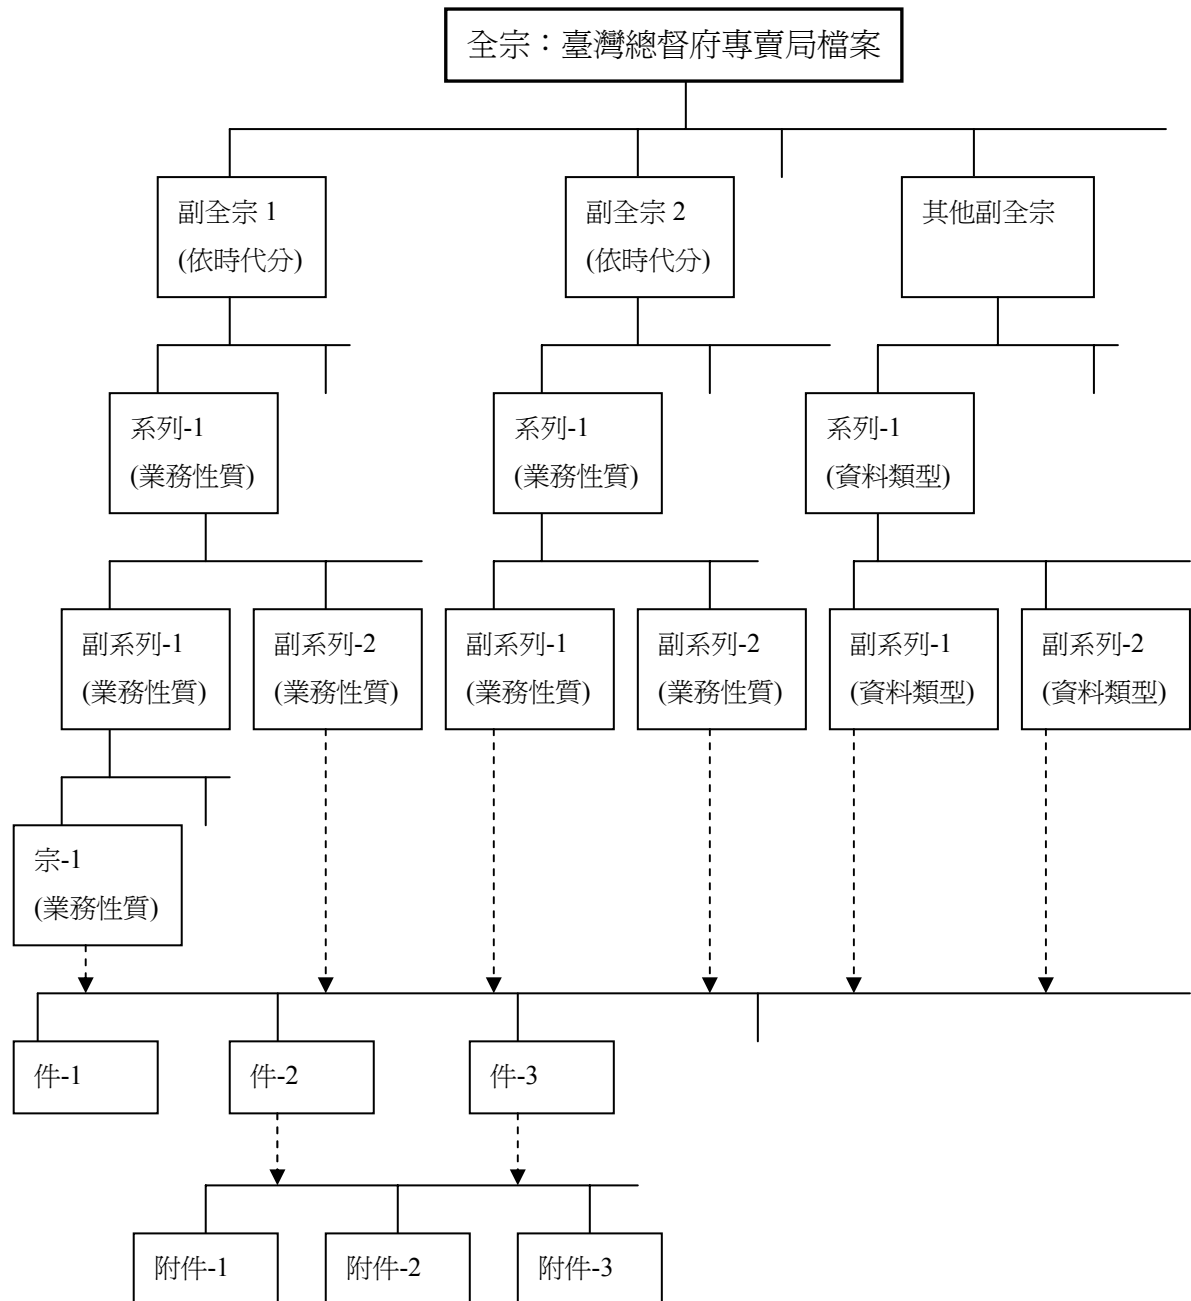 全宗：臺灣總督府專賣局檔案
副全宗 1
(依時代分)
副全宗 2
(依時代分)
其他副全宗
系列-1
(業務性質)
系列-1
(業務性質)
系列-1
(資料類型)
副系列-1
(業務性質)
副系列-2
(業務性質)
副系列-1
(業務性質)
副系列-2
(業務性質)
副系列-1
(資料類型)
副系列-2
(資料類型)
宗-1
(業務性質)
件-1
件-2
件-3
附件-1
附件-2
附件-3